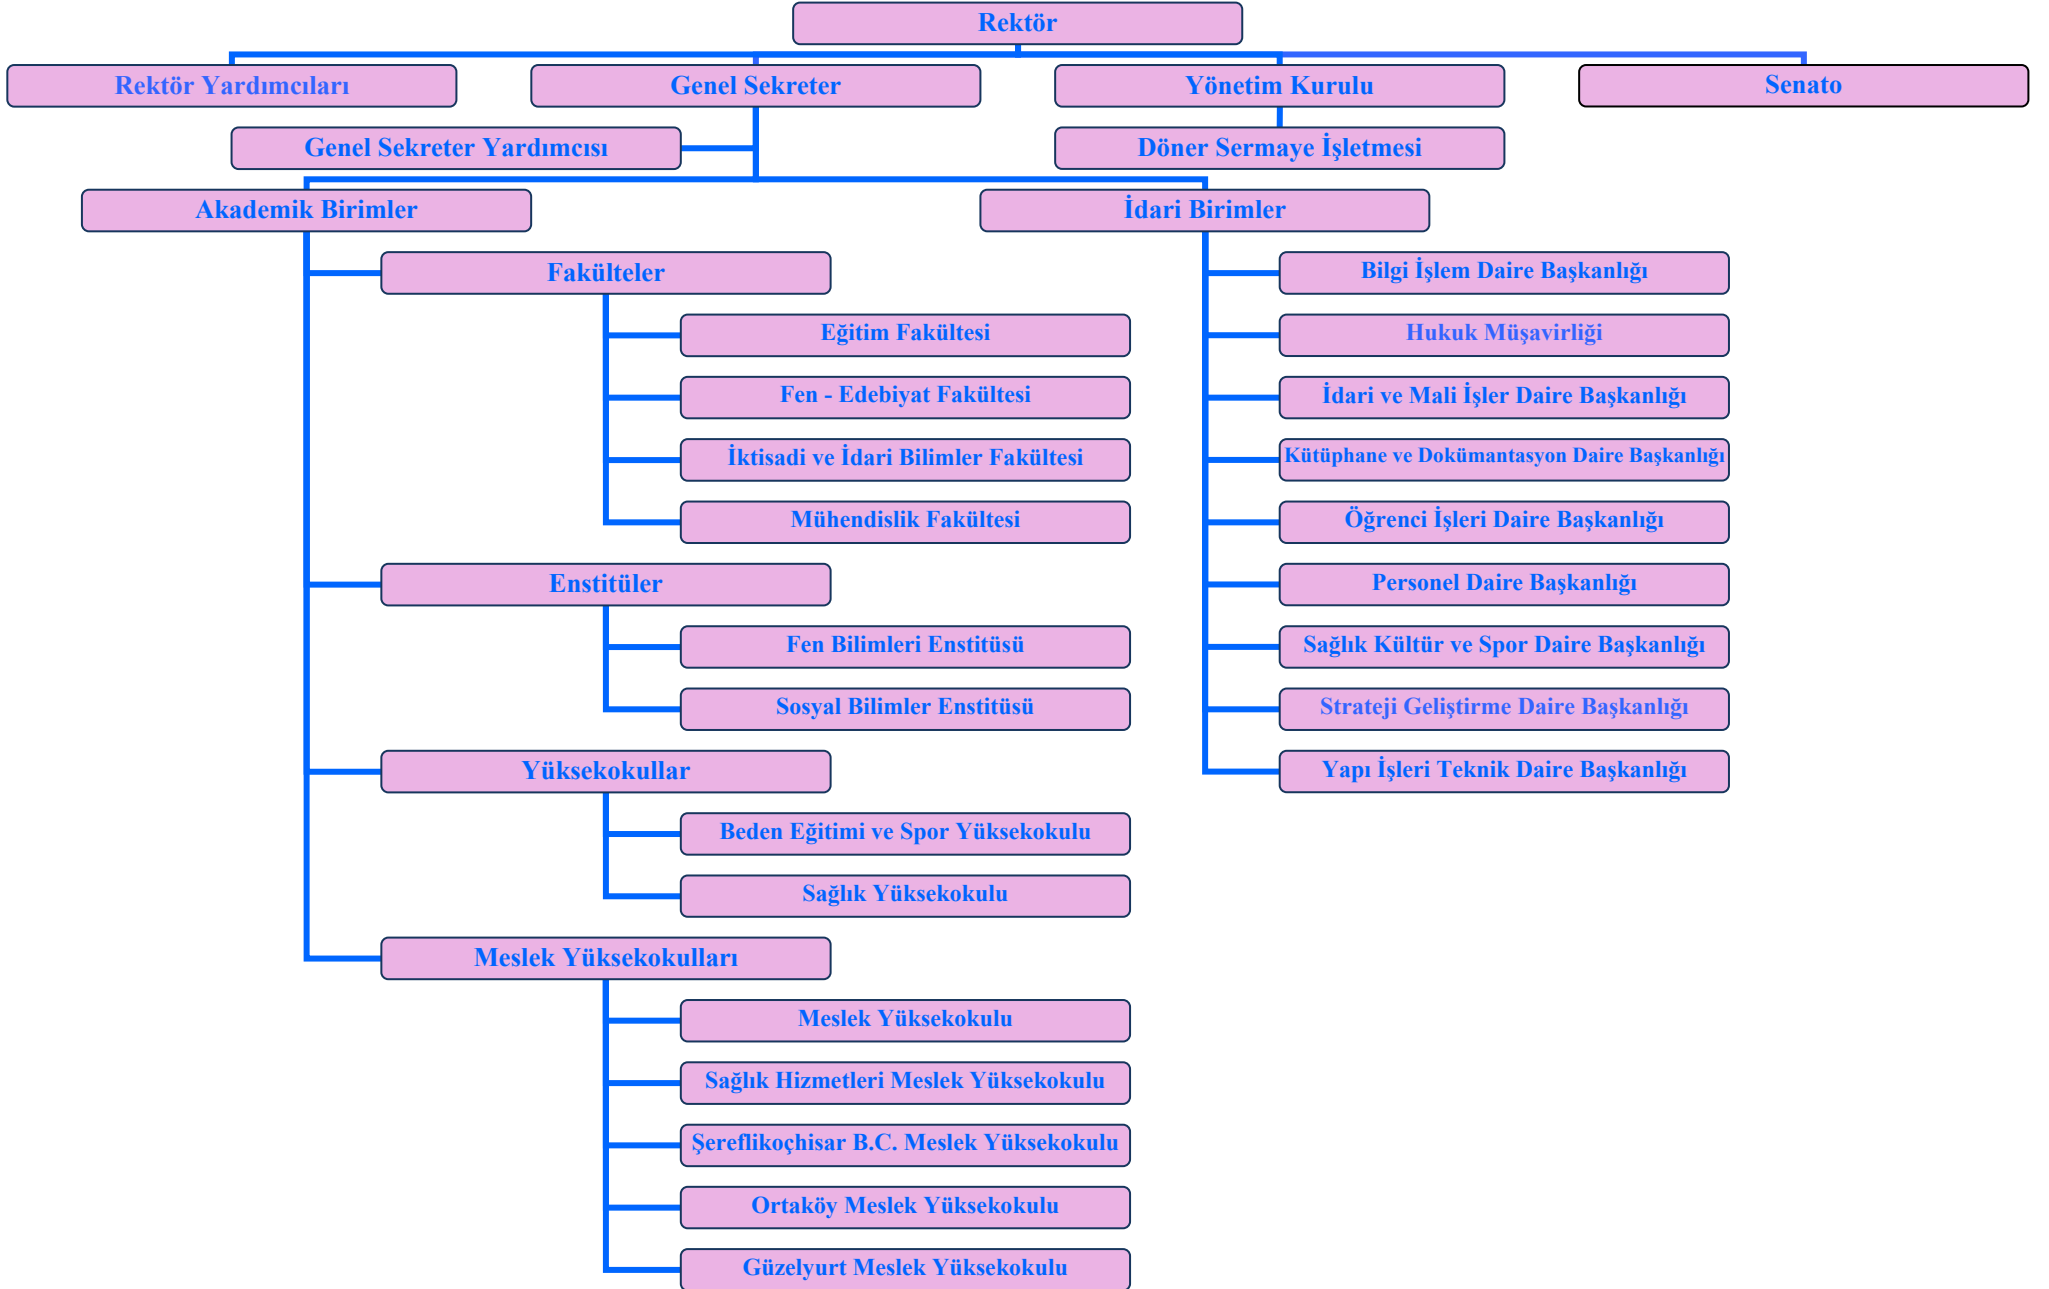 Rektör
Rektör Yardımcıları
Genel Sekreter
Yönetim Kurulu
Senato
Genel Sekreter Yardımcısı
Döner Sermaye İşletmesi
Akademik Birimler
İdari Birimler
Fakülteler
Bilgi İşlem Daire Başkanlığı
Eğitim Fakültesi
Hukuk Müşavirliği
Fen - Edebiyat Fakültesi
İdari ve Mali İşler Daire Başkanlığı
İktisadi ve İdari Bilimler Fakültesi
Kütüphane ve Dokümantasyon Daire Başkanlığı
Mühendislik Fakültesi
Öğrenci İşleri Daire Başkanlığı
Enstitüler
Personel Daire Başkanlığı
Fen Bilimleri Enstitüsü
Sağlık Kültür ve Spor Daire Başkanlığı
Sosyal Bilimler Enstitüsü
Strateji Geliştirme Daire Başkanlığı
Yüksekokullar
Yapı İşleri Teknik Daire Başkanlığı
Beden Eğitimi ve Spor Yüksekokulu
Sağlık Yüksekokulu
Meslek Yüksekokulları
Meslek Yüksekokulu
Sağlık Hizmetleri Meslek Yüksekokulu
Şereflikoçhisar B.C. Meslek Yüksekokulu
Ortaköy Meslek Yüksekokulu
Güzelyurt Meslek Yüksekokulu